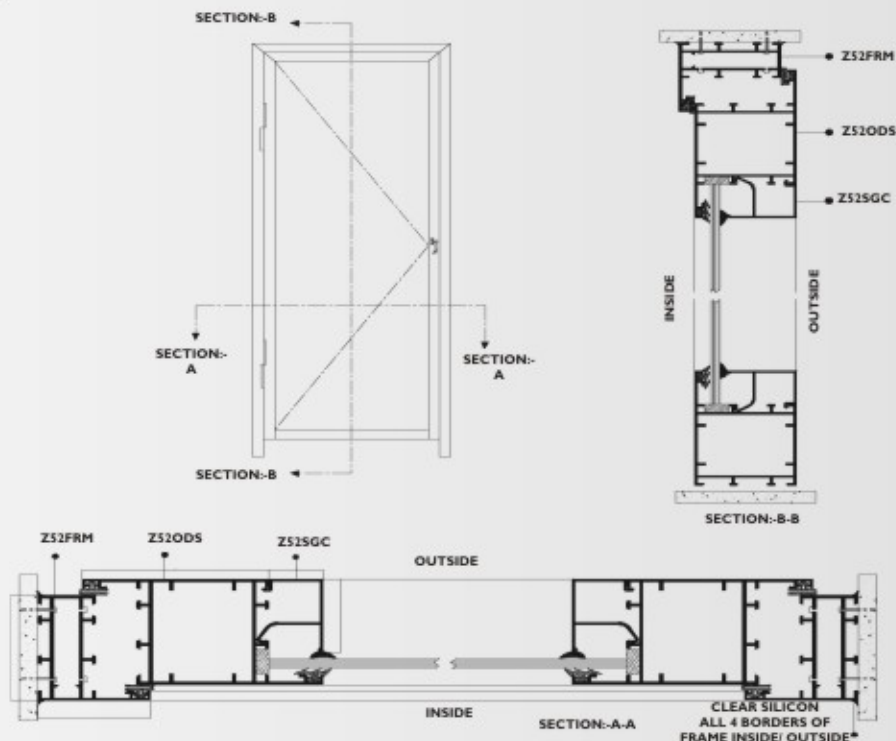 SECTION:-B
Z52FRM
Z52ODS
Z52SGC
INSIDE
OUTSIDE
SECTION:-
A
SECTION:-
A
SECTION:-B
SECTION:-B-B
Z52FRM
Z52ODS
Z52SGC
OUTSIDE
INSIDE
SECTION:-A-A
CLEAR SILICON
ALL 4 BORDERS OF
FRAME INSIDE/ OUTSIDE